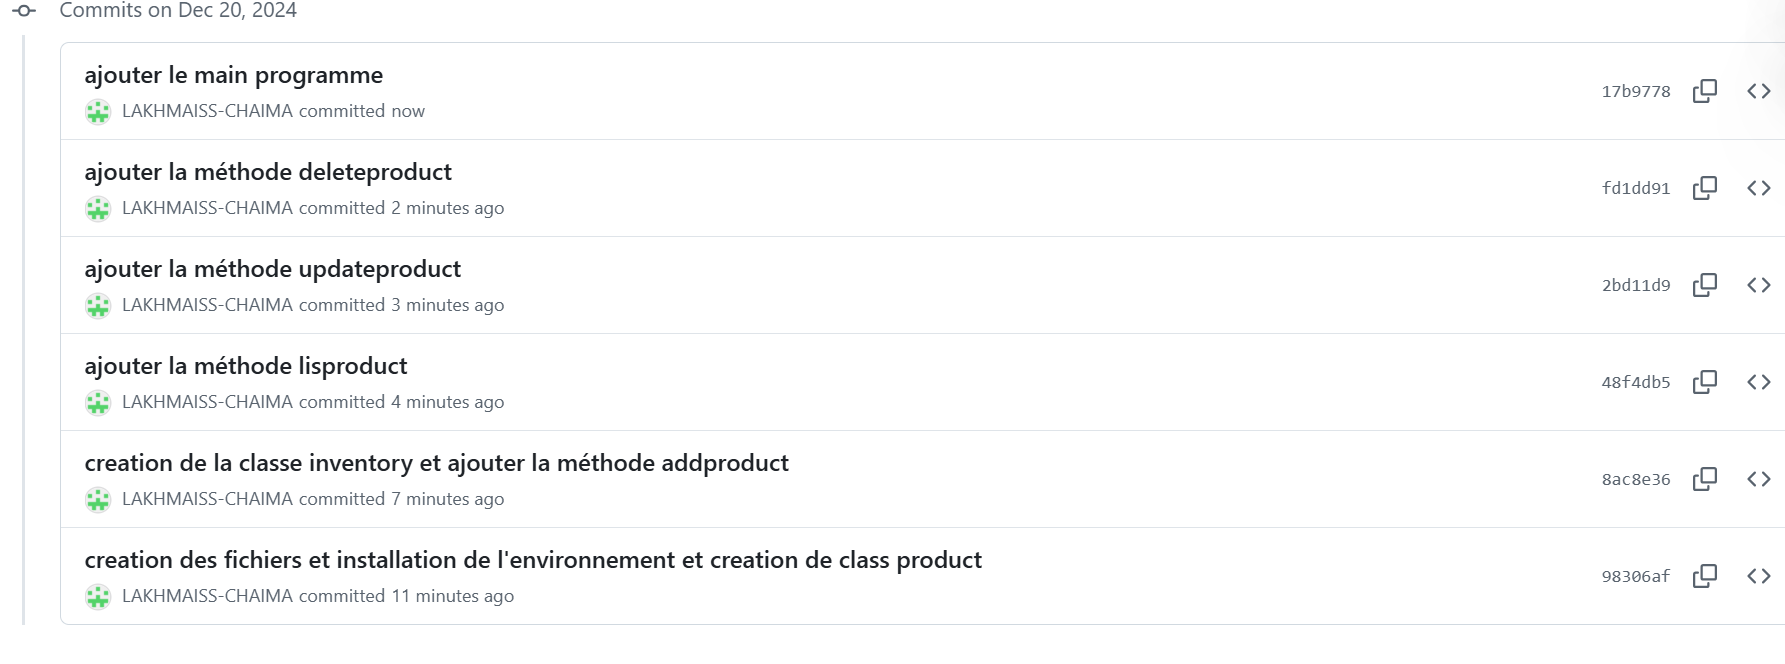 Commits on Dec 20, 2024
ajouter le main programme
LAKHMAISS-CHAIMA committed now
17b9778
ajouter la méthode deleteproduct
LAKHMAISS-CHAIMA committed 2 minutes ago
fd1dd91
ajouter la méthode updateproduct
LAKHMAISS-CHAIMA committed 3 minutes ago
2bd11d9
ajouter la méthode lisproduct
LAKHMAISS-CHAIMA committed 4 minutes ago
48f4db5
creation de la classe inventory et ajouter la méthode addproduct
LAKHMAISS-CHAIMA committed 7 minutes ago
8ac8e36
creation des fichiers et installation de l'environnement et creation de class product
LAKHMAISS-CHAIMA committed 11 minutes ago
98306af